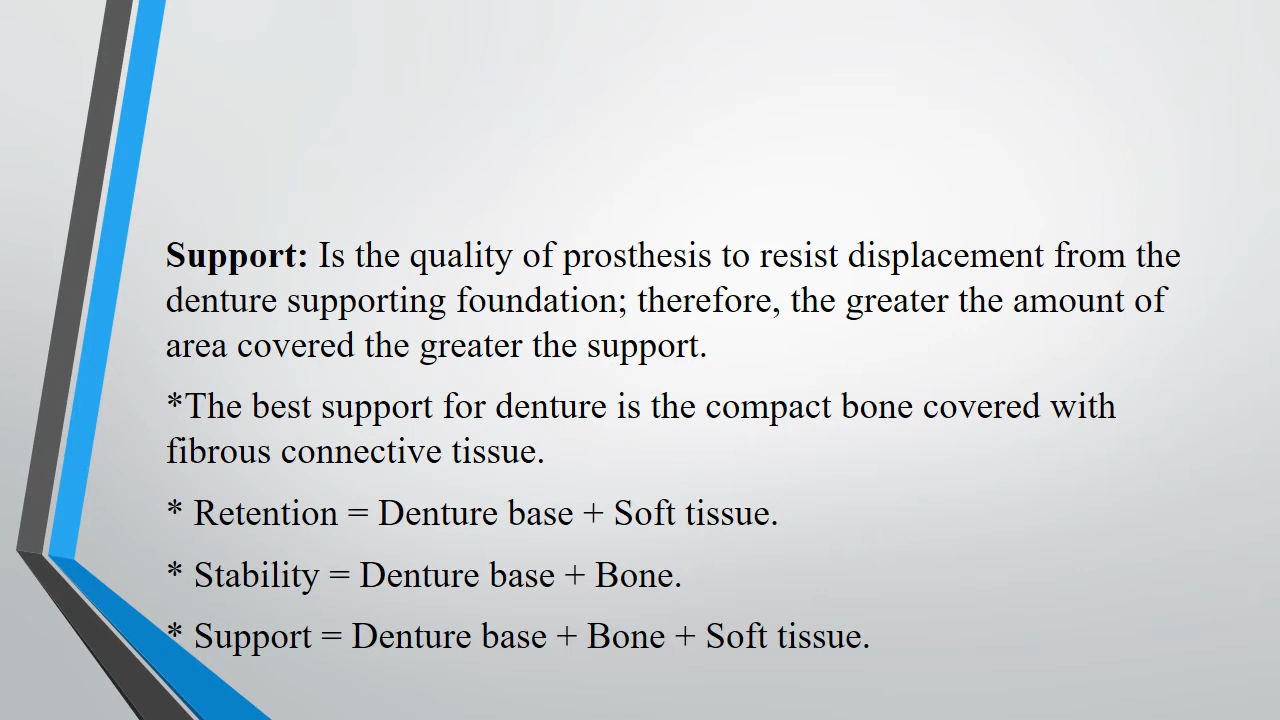 Support: Is the quality of prosthesis to resist displacement from the
denture supporting foundation; therefore, the greater the amount of
area covered the greater the support.
*The best support for denture is the compact bone covered with
fibrous connective tissue.
* Retention = Denture base + Soft tissue.
* Stability = Denture base + Bone.
* Support = Denture base + Bone + Soft tissue.